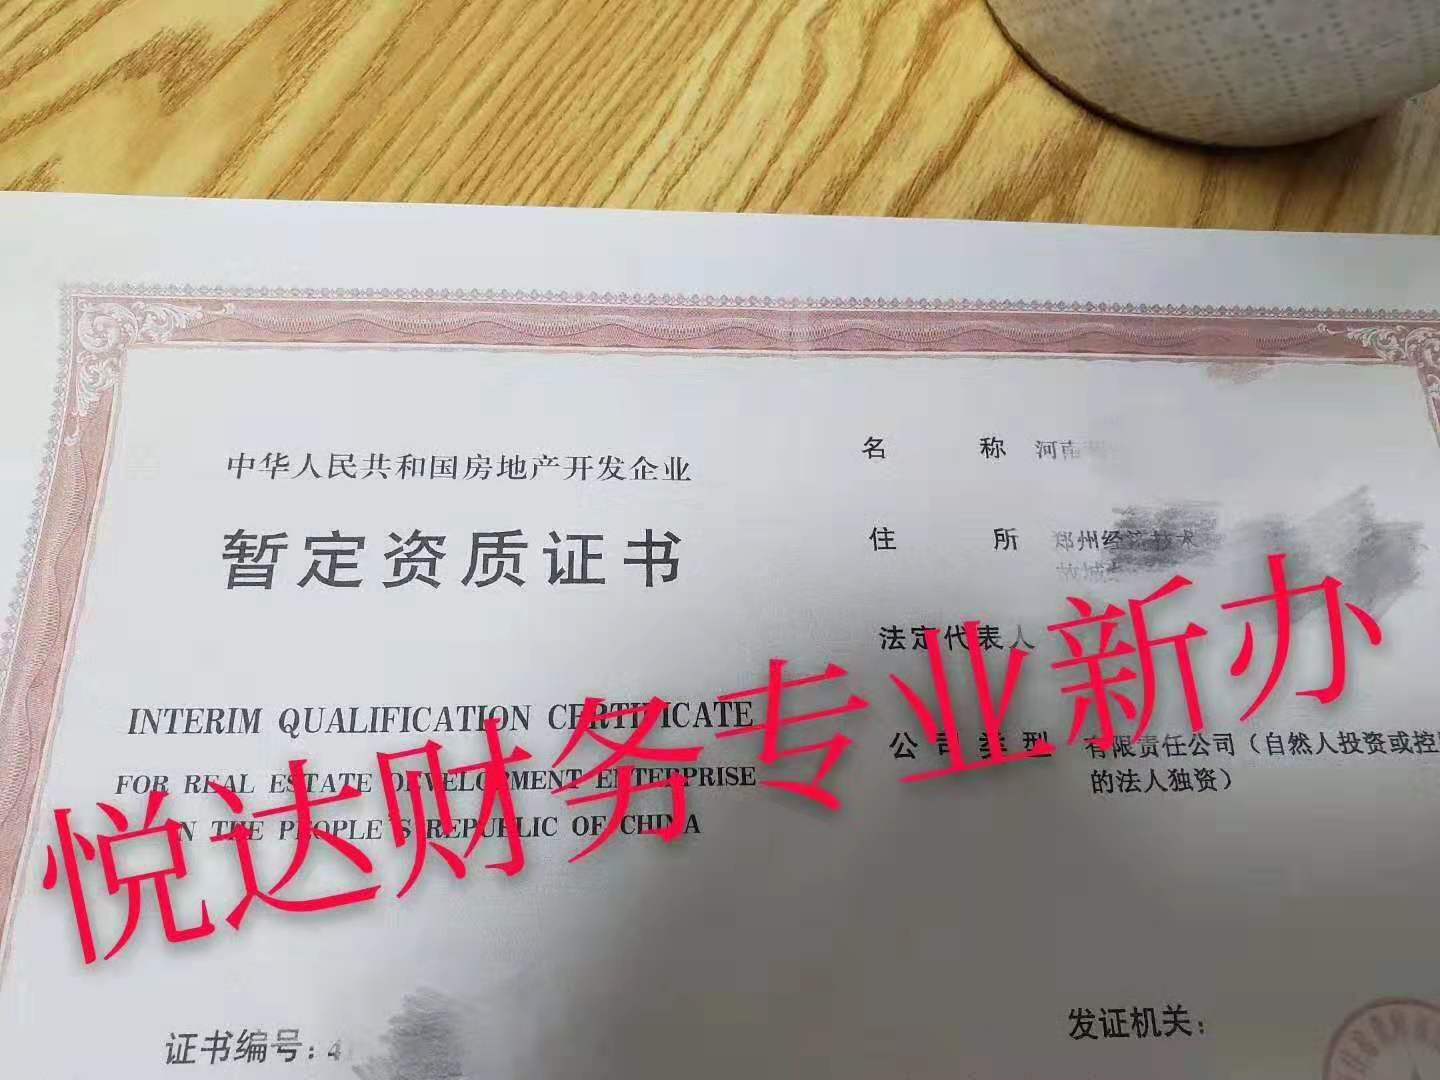 中华人民共和国房地产开发企业
暂定资质证书
INTERIM QUALIFICATION CERTIFICATE
FOR REAL ESTATE DEVELOPMENT ENTERPRISE
IN THE PEOPLE'S REPUBLIC OF CHINA
证书编号:4
名 称 河南
住 所 郑州经济技术
故城
法定代表人
公司类型 有限责任公司（自然人投资或控
的法人独资）
发证机关:
悦达财务专业新办